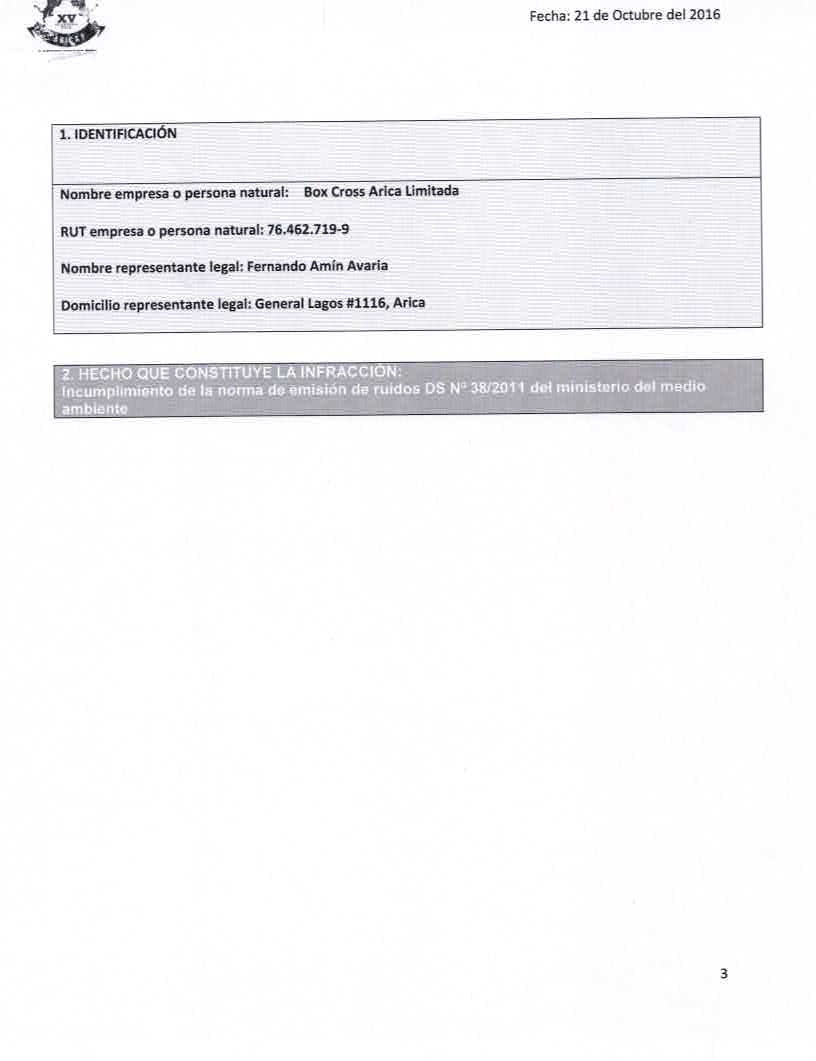 XV
ARICA
Fecha: 21 de Octubre del 2016
1. IDENTIFICACIÓN
Nombre empresa o persona natural: Box Cross Arica Limitada
RUT empresa o persona natural: 76.462.719-9
Nombre representante legal: Fernando Amín Avaria
Domicilio representante legal: General Lagos #1116, Arica
2. HECHO QUE CONSTITUYE LA INFRACCIÓN:
Incumplimiento de la norma de emisión de ruidos DS Nº 38/2011 del ministerio del medio
ambiente
3